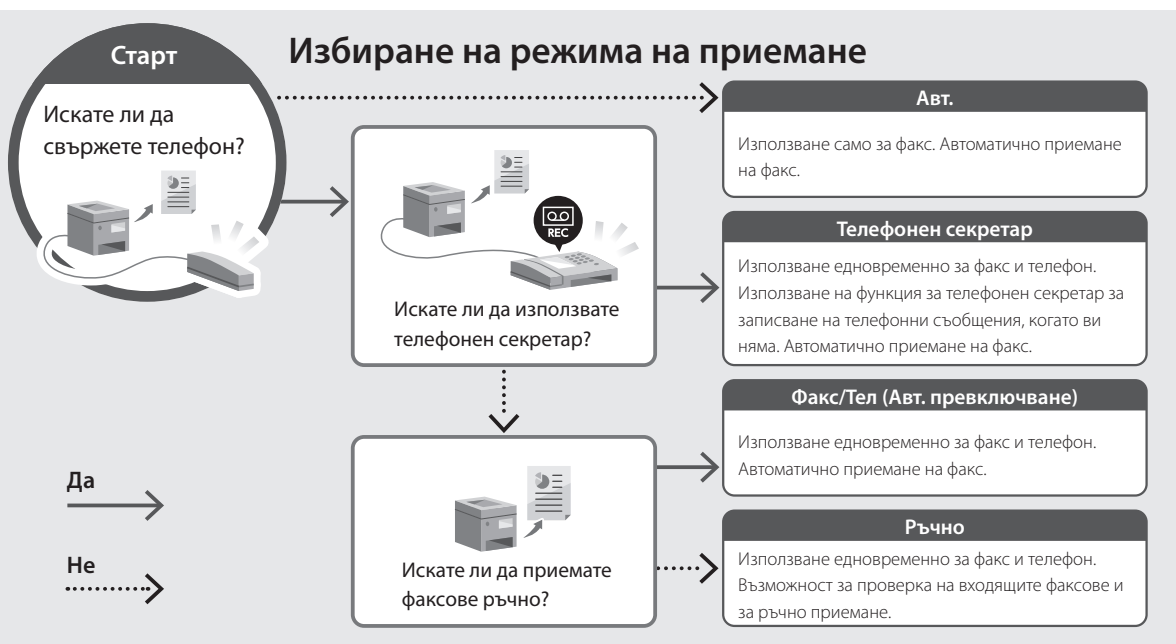 Избиране на режима на приемане
Старт
Искате ли да
свържете телефон?
Авт.
Използване само за факс. Автоматично приемане
на факс.
REC
Искате ли да използвате
телефонен секретар?
Телефонен секретар
Използване едновременно за факс и телефон.
Използване на функция за телефонен секретар за
записване на телефонни съобщения, когато ви
няма. Автоматично приемане на факс.
Искате ли да приемате
факсове ръчно?
Факс/Тел (Авт. превключване)
Използване едновременно за факс и телефон.
Автоматично приемане на факс.
Ръчно
Използване едновременно за факс и телефон.
Възможност за проверка на входящите факсове и
за ръчно приемане.
Да
Не